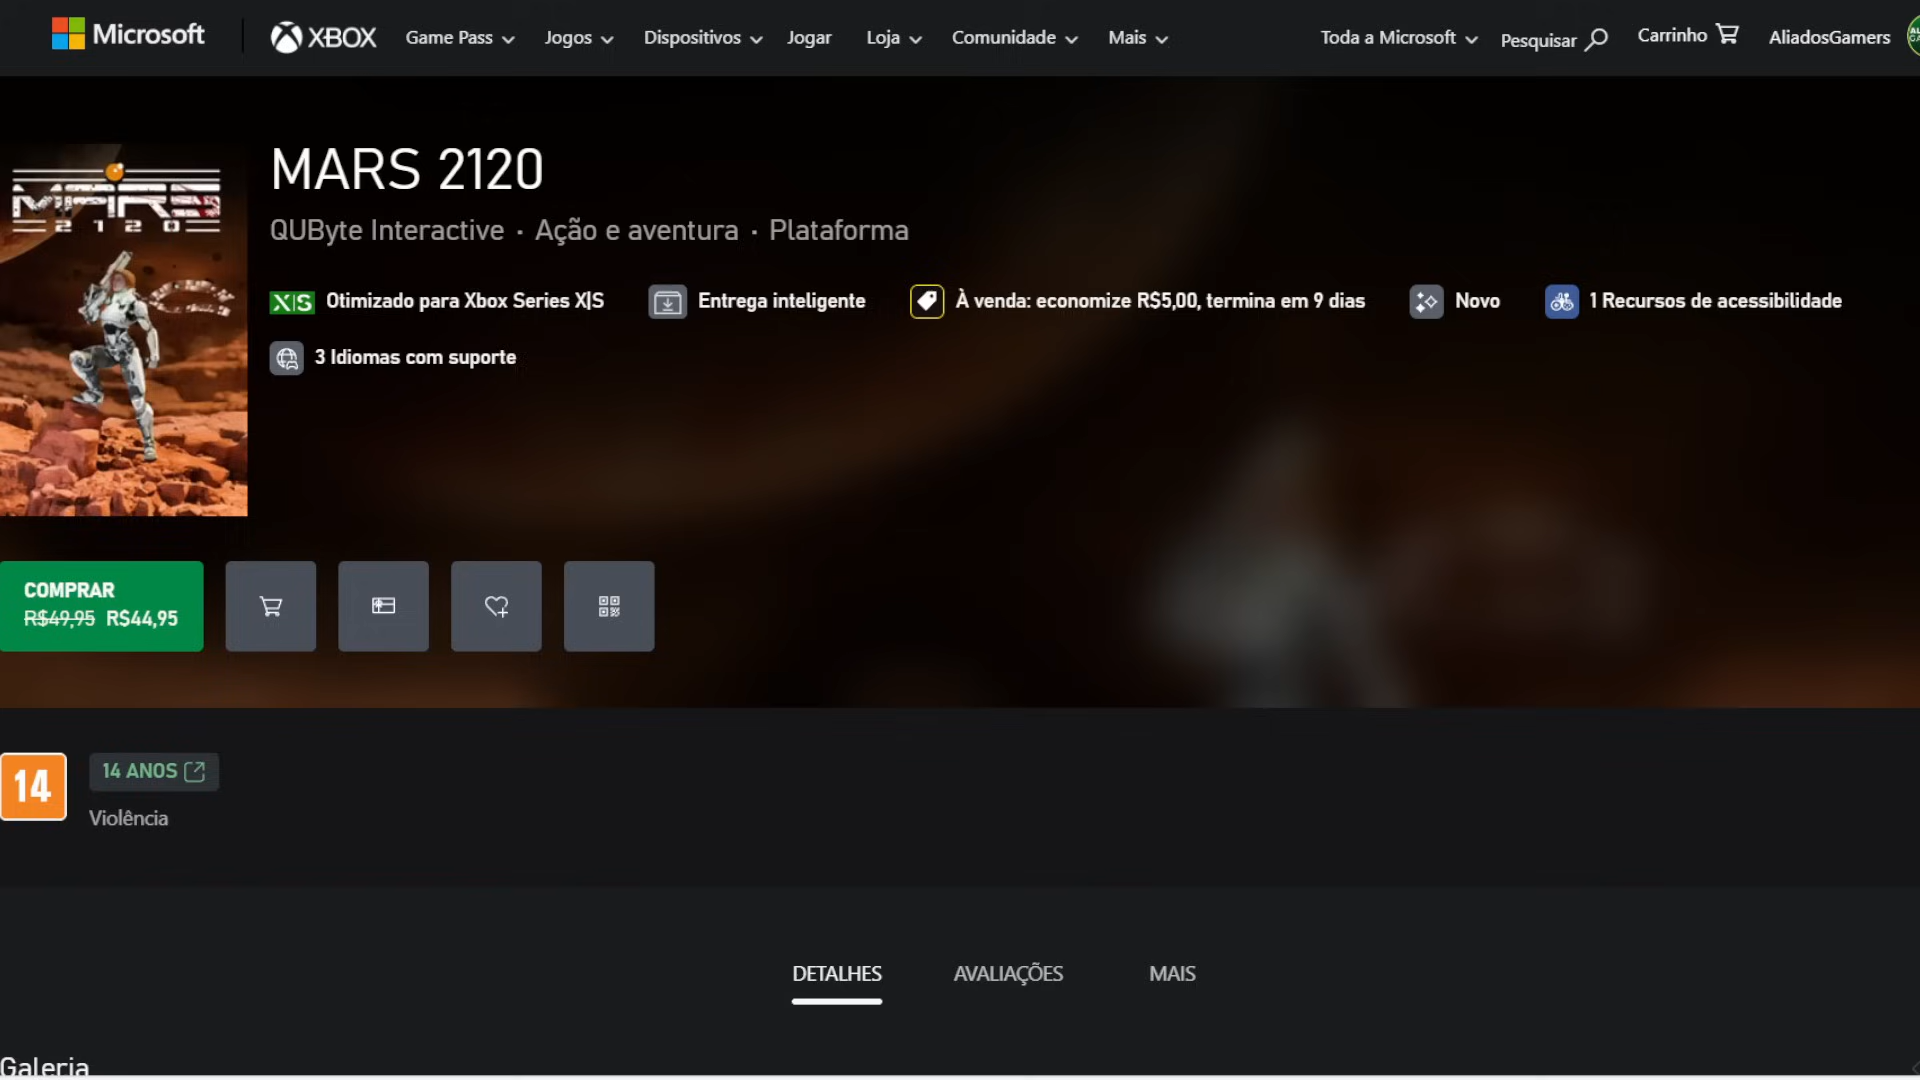 Microsoft
XBOX
Game Pass
Jogos
Dispositivos
Jogar
Loja
Comunidade
Mais
Toda a Microsoft
Pesquisar
Carrinho
AliadosGamers
MARS
2120
MARS 2120
QUByte Interactive · Ação e aventura · Plataforma
X|S Otimizado para Xbox Series X|S
Entrega inteligente
À venda: economize R$5,00, termina em 9 dias
Novo
1 Recursos de acessibilidade
3 Idiomas com suporte
COMPRAR
R$49,95 R$44,95
14
14 ANOS
Violência
DETALHES
AVALIAÇÕES
MAIS
Galeria